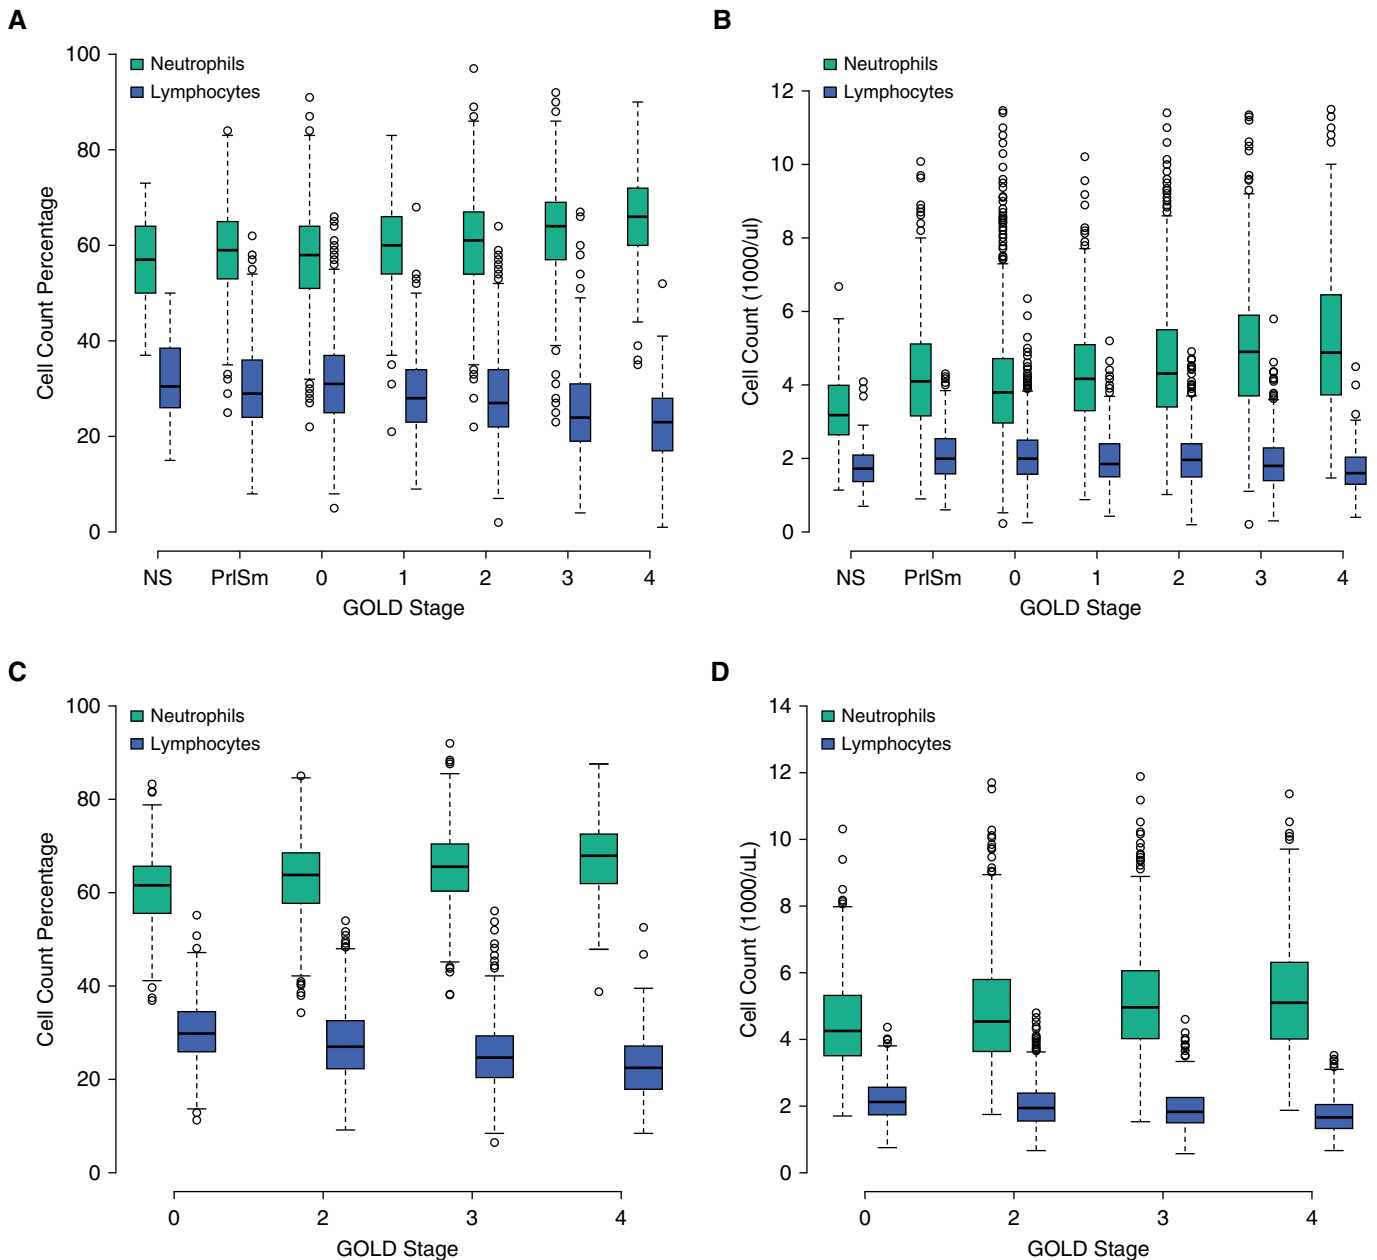 A
Neutrophils
Lymphocytes
100
80
60
40
20
0
Cell Count Percentage
NS PrISm 0 1 2 3 4
GOLD Stage
B
Neutrophils
Lymphocytes
12
10
8
6
4
2
0
Cell Count (1000/ul)
NS PrISm 0 1 2 3 4
GOLD Stage
C
Neutrophils
Lymphocytes
100
80
60
40
20
0
Cell Count Percentage
0 2 3 4
GOLD Stage
D
Neutrophils
Lymphocytes
14
12
10
8
6
4
2
0
Cell Count (1000/uL)
0 2 3 4
GOLD Stage